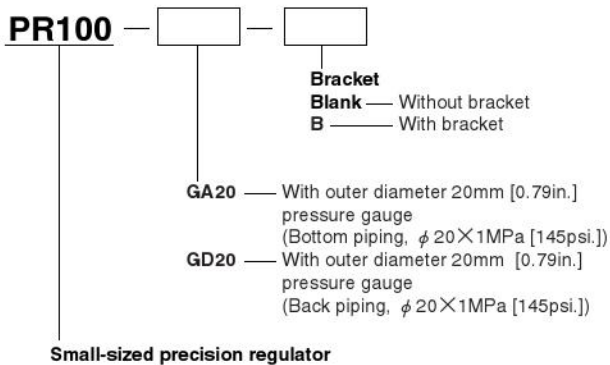 PR100 — —
Bracket
Blank — Without bracket
B — With bracket
GA20 — With outer diameter 20mm [0.79in.]
pressure gauge
(Bottom piping, φ20×1MPa [145psi.])
GD20 — With outer diameter 20mm [0.79in.]
pressure gauge
(Back piping, φ20×1MPa [145psi.])
Small-sized precision regulator